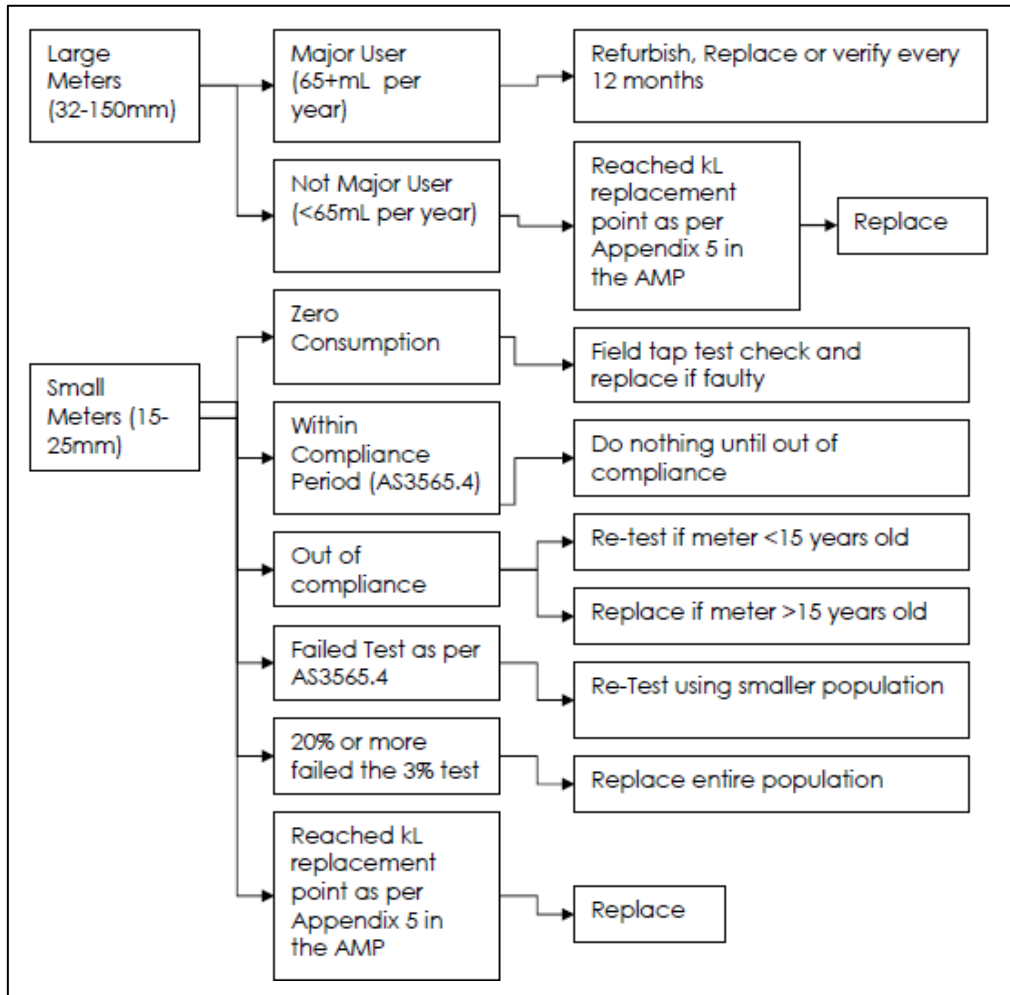 Large
Meters
(32-150mm)
Major User
(65+mL per
year)
Refurbish, Replace or verify every
12 months
Not Major User
(<65mL per year)
Reached kL
replacement
point as per
Appendix 5 in
the AMP
Replace
Small
Meters (15-
25mm)
Zero
Consumption
Field tap test check and
replace if faulty
Within
Compliance
Period (AS3565.4)
Do nothing until out of
compliance
Out of
compliance
Re-test if meter <15 years old
Replace if meter >15 years old
Failed Test as per
AS3565.4
Re-Test using smaller population
20% or more
failed the 3% test
Replace entire population
Reached kL
replacement
point as per
Appendix 5 in
the AMP
Replace